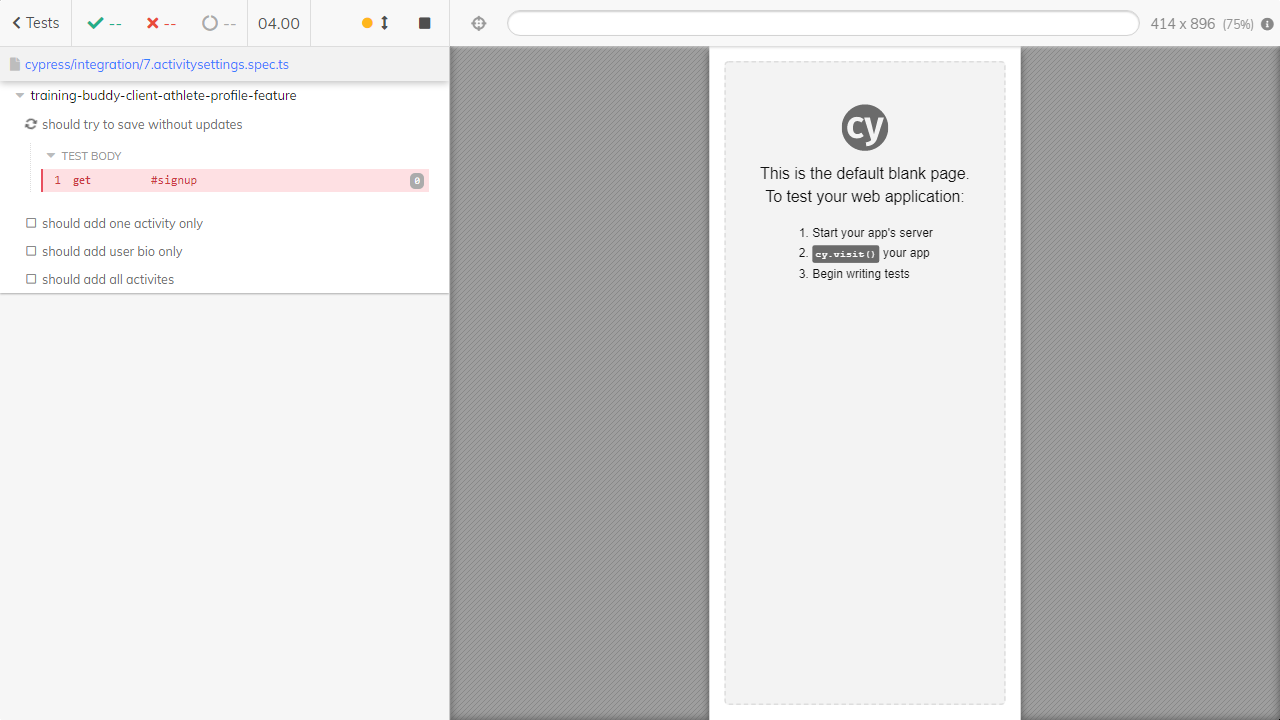 Tests -- -- -- 04.00 414 x 896 (75%)
cypress/integration/7.activitysettings.spec.ts
training-buddy-client-athlete-profile-feature
should try to save without updates
TEST BODY
1 get #signup 0
should add one activity only
should add user bio only
should add all activites
cy
This is the default blank page.
To test your web application:
1. Start your app's server
2. cy.visit() your app
3. Begin writing tests